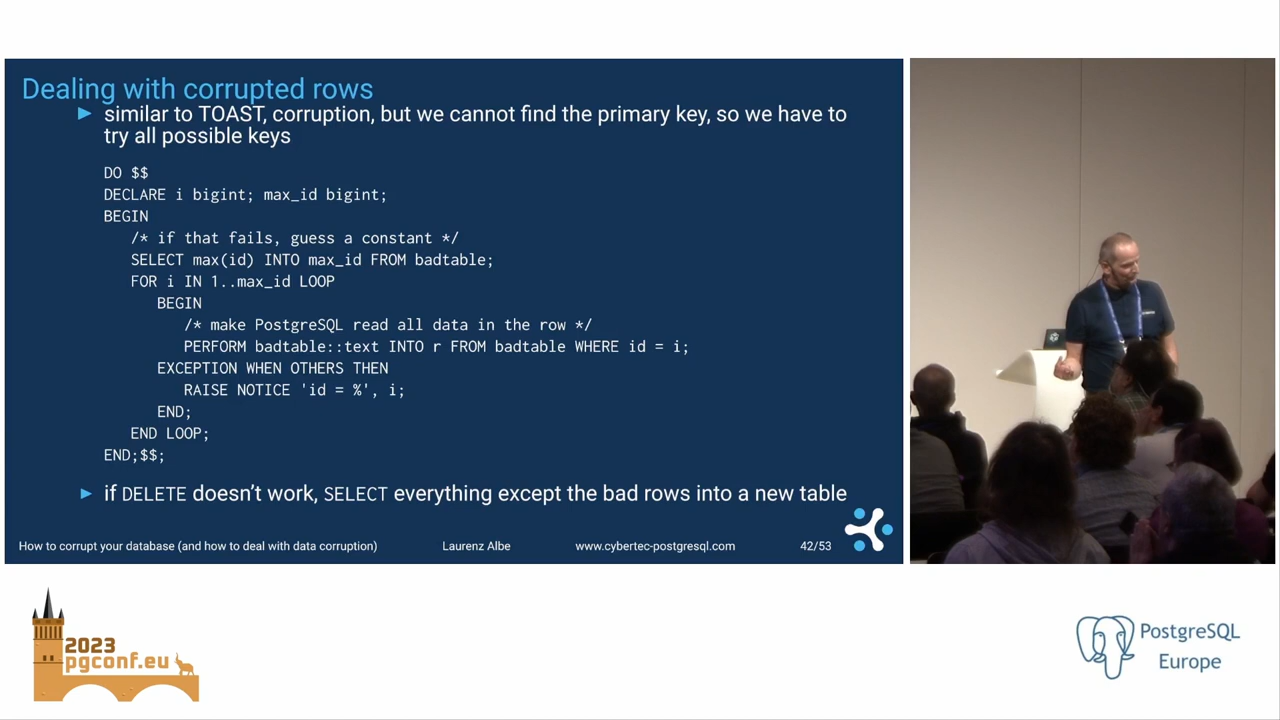 Dealing with corrupted rows
similar to TOAST, corruption, but we cannot find the primary key, so we have to
try all possible keys
DO $$
DECLARE i bigint; max_id bigint;
BEGIN
/* if that fails, guess a constant */
SELECT max(id) INTO max_id FROM badtable;
FOR i IN 1..max_id LOOP
BEGIN
/* make PostgreSQL read all data in the row */
PERFORM badtable::text INTO r FROM badtable WHERE id = i;
EXCEPTION WHEN OTHERS THEN
RAISE NOTICE 'id = %', i;
END;
END LOOP;
END;$$;
if DELETE doesn't work, SELECT everything except the bad rows into a new table
How to corrupt your database (and how to deal with data corruption) Laurenz Albe www.cybertec-postgresql.com 42/53
2023
pgconf.eu
PostgreSQL
Europe